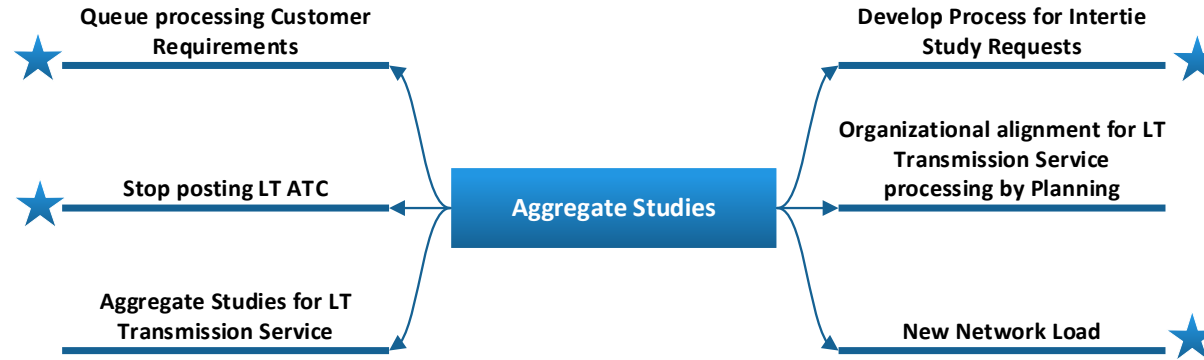 Queue processing Customer
Requirements
Stop posting LT ATC
Aggregate Studies for LT
Transmission Service
Aggregate Studies
Develop Process for Intertie
Study Requests
Organizational alignment for LT
Transmission Service
processing by Planning
New Network Load